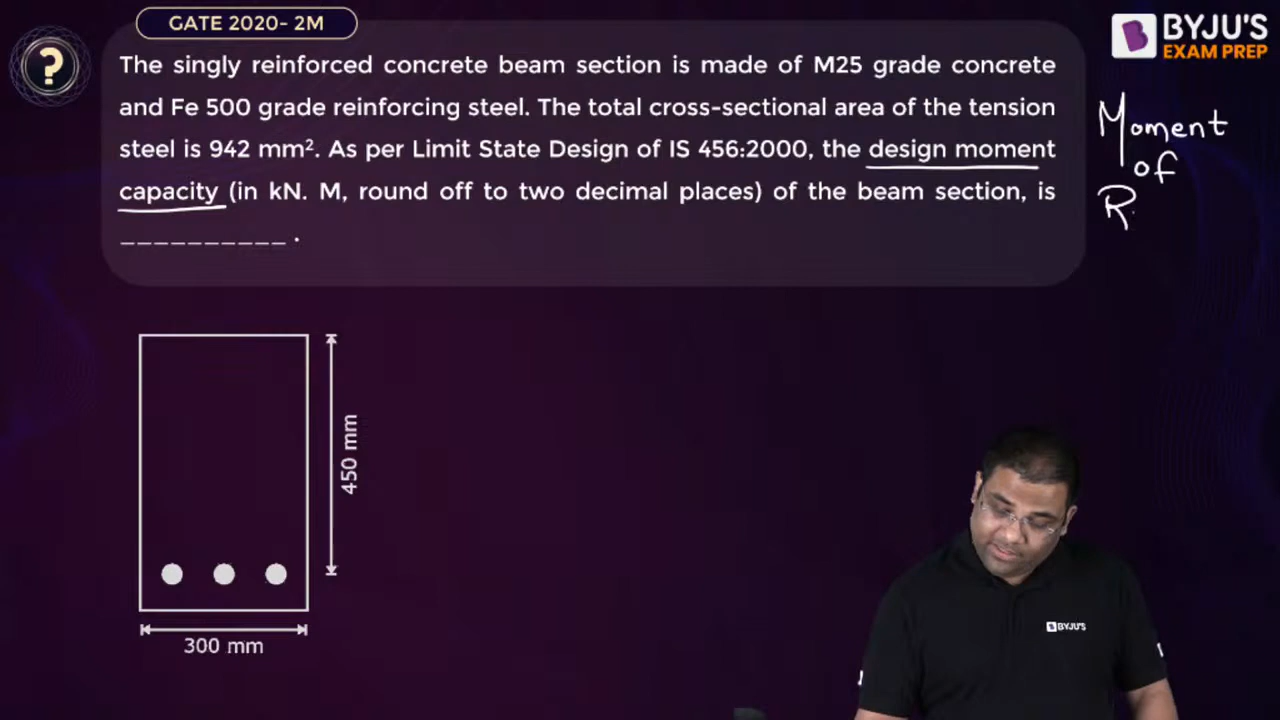 GATE 2020- 2M
BYJU'S
EXAM PREP
?
The singly reinforced concrete beam section is made of M25 grade concrete
and Fe 500 grade reinforcing steel. The total cross-sectional area of the tension
steel is 942 mm². As per Limit State Design of IS 456:2000, the design moment
capacity (in kN. M, round off to two decimal places) of the beam section, is
__________ .
Moment
of
R
450 mm
300 mm
BYJU'S